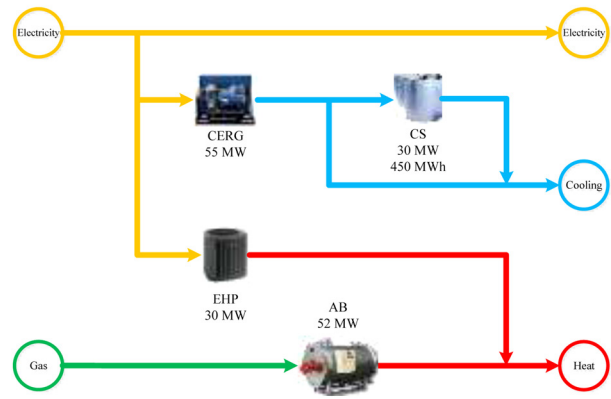 Electricity
Electricity
CERG
55 MW
CS
30 MW
450 MWh
Cooling
EHP
30 MW
AB
52 MW
Gas
Heat